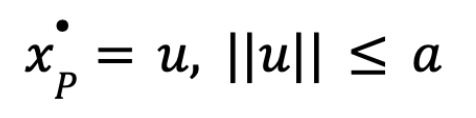 ẋ_P = u, ||u|| ≤ a